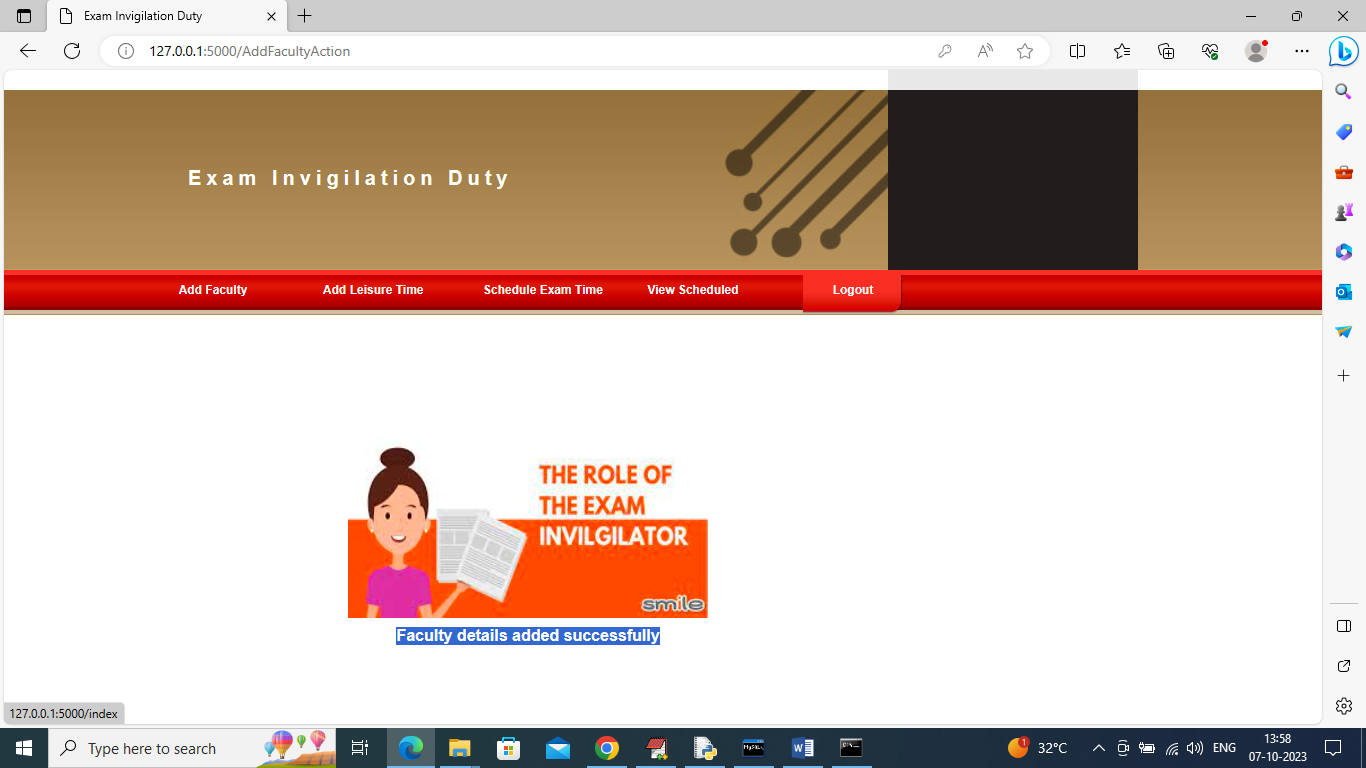 Exam Invigilation Duty
127.0.0.1:5000/AddFacultyAction
Exam Invigilation Duty
Add Faculty Add Leisure Time Schedule Exam Time View Scheduled Logout
THE ROLE OF
THE EXAM
INVILGILATOR
smile
Faculty details added successfully
127.0.0.1:5000/index
Type here to search
1
32°C
ENG
13:58
07-10-2023